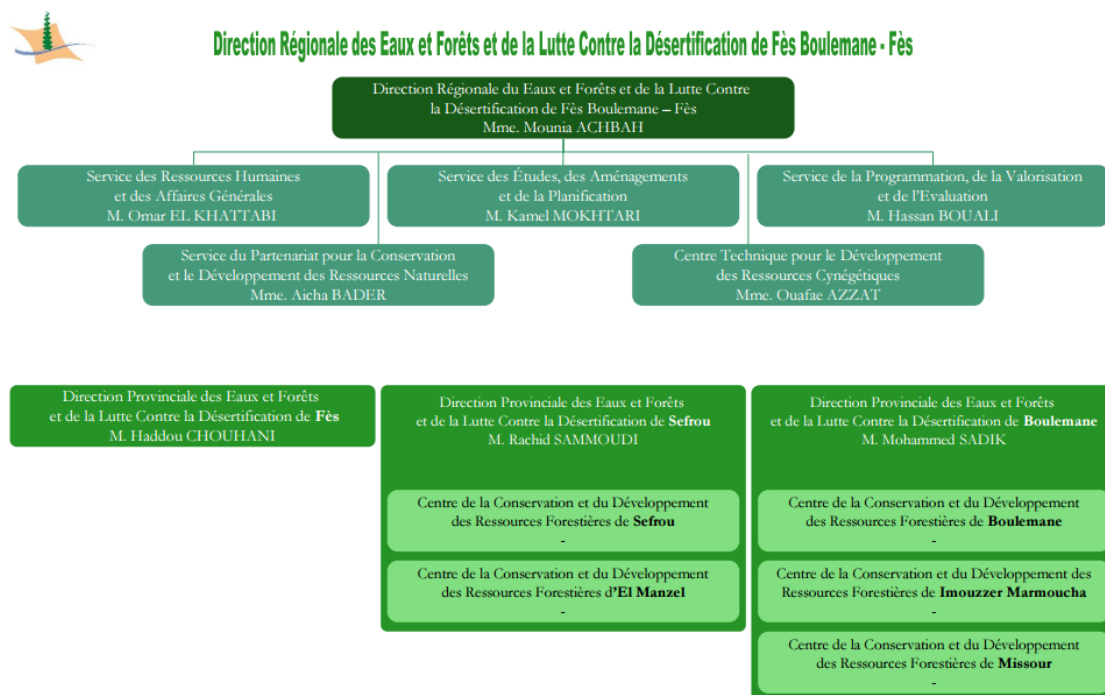 Direction Régionale des Eaux et Forêts et de la Lutte Contre la Désertification de Fès Boulemane - Fès
Direction Régionale du Eaux et Forêts et de la Lutte Contre
la Désertification de Fès Boulemane – Fès
Mme. Mounia ACHBAH
Service des Ressources Humaines
et des Affaires Générales
M. Omar EL KHATTABI
Service des Études, des Aménagements
et de la Planification
M. Kamel MOKHTARI
Service de la Programmation, de la Valorisation
et de l'Evaluation
M. Hassan BOUALI
Service du Partenariat pour la Conservation
et le Développement des Ressources Naturelles
Mme. Aicha BADER
Centre Technique pour le Développement
des Ressources Cynégétiques
Mme. Ouafae AZZAT
Direction Provinciale des Eaux et Forêts
et de la Lutte Contre la Désertification de Fès
M. Haddou CHOUHANI
Direction Provinciale des Eaux et Forêts
et de la Lutte Contre la Désertification de Sefrou
M. Rachid SAMMOUDI
Centre de la Conservation et du Développement
des Ressources Forestières de Sefrou
-
Centre de la Conservation et du Développement
des Ressources Forestières d'El Manzel
-
Direction Provinciale des Eaux et Forêts
et de la Lutte Contre la Désertification de Boulemane
M. Mohammed SADIK
Centre de la Conservation et du Développement
des Ressources Forestières de Boulemane
-
Centre de la Conservation et du Développement des
Ressources Forestières de Imouzzer Marmoucha
-
Centre de la Conservation et du Développement
des Ressources Forestières de Missour
-